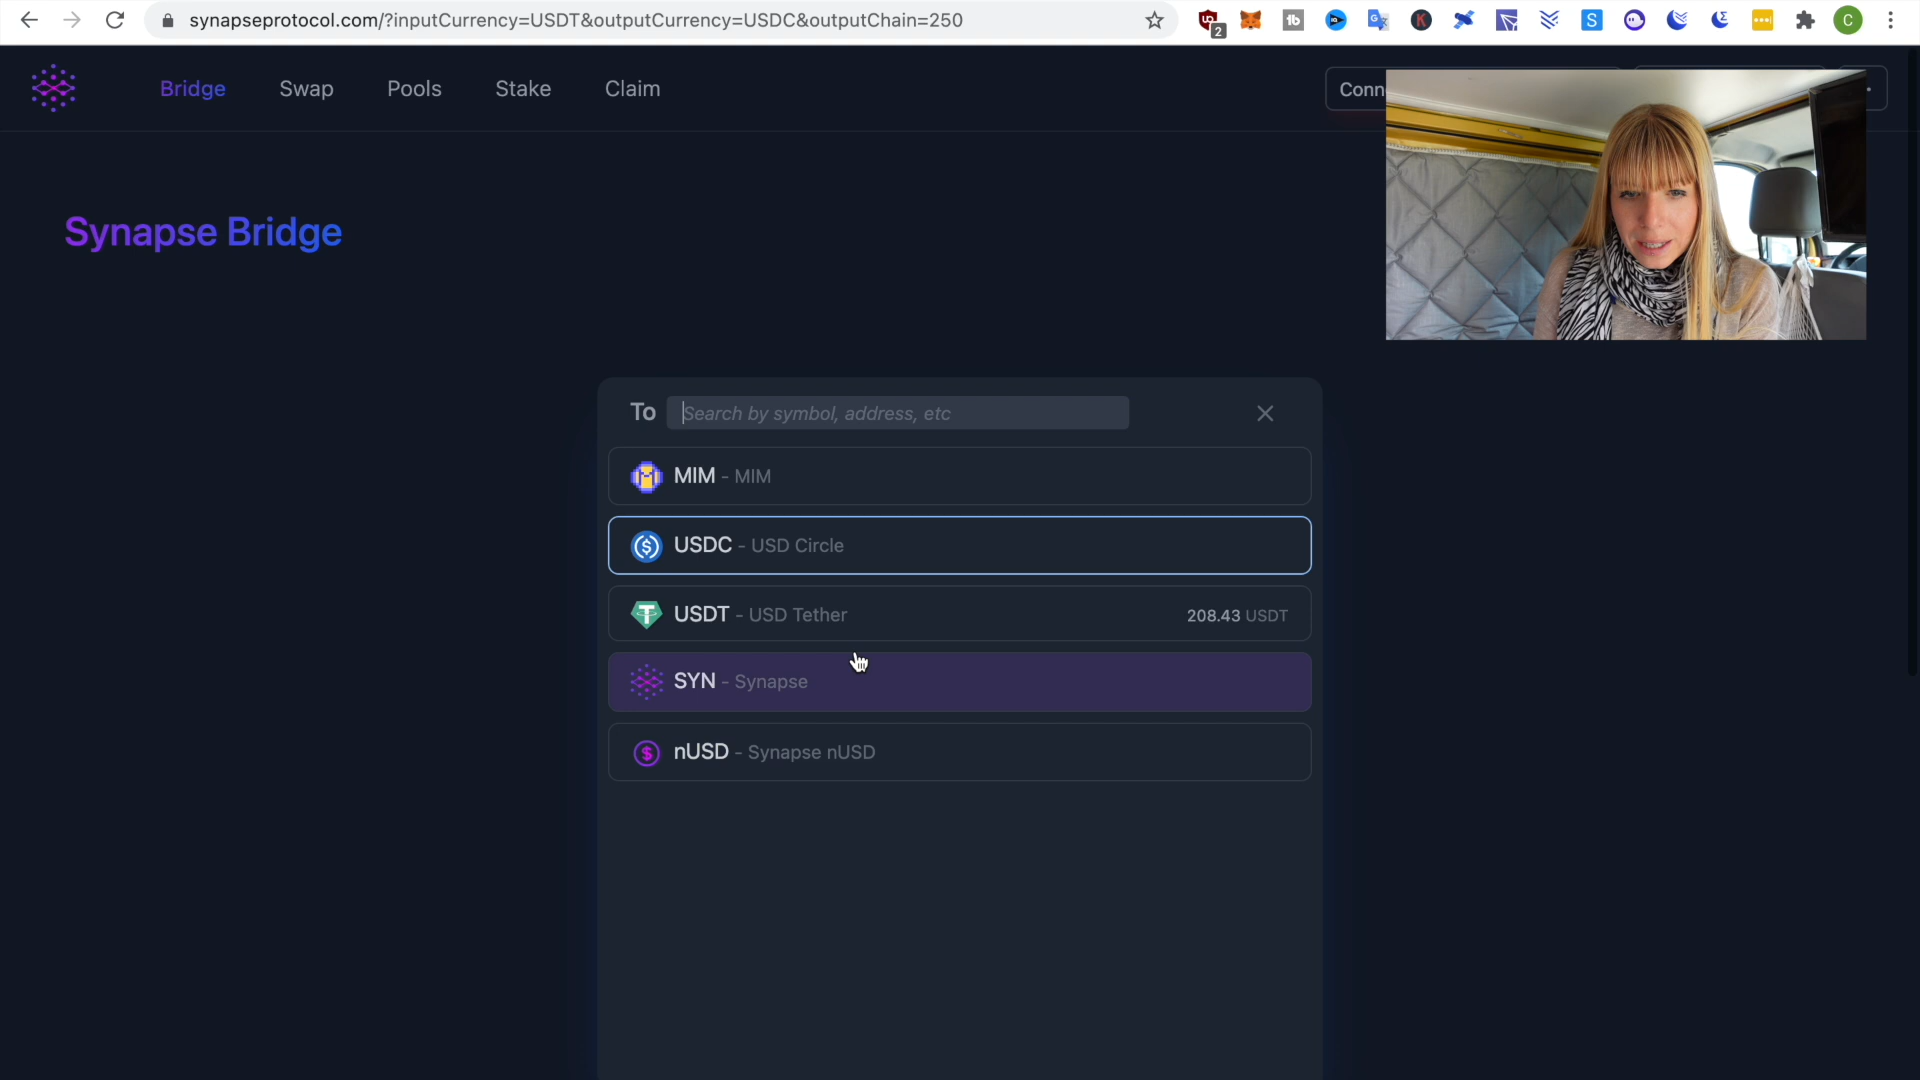 synapseprotocol.com/?inputCurrency=USDT&outputCurrency=USDC&outputChain=250
2
C
Bridge
Swap
Pools
Stake
Claim
Conn
Synapse Bridge
To
Search by symbol, address, etc
MIM - MIM
USDC - USD Circle
USDT - USD Tether
208.43 USDT
SYN - Synapse
nUSD - Synapse nUSD